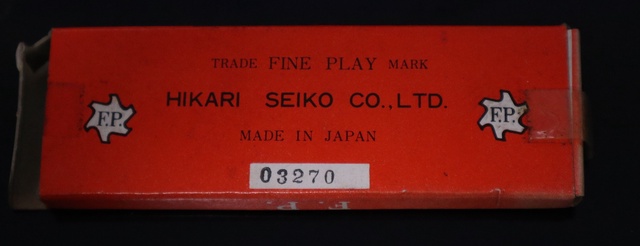 TRADE FINE PLAY MARK
HIKARI SEIKO CO.,LTD.
F.P.
F.P.
MADE IN JAPAN
03270
F. P.